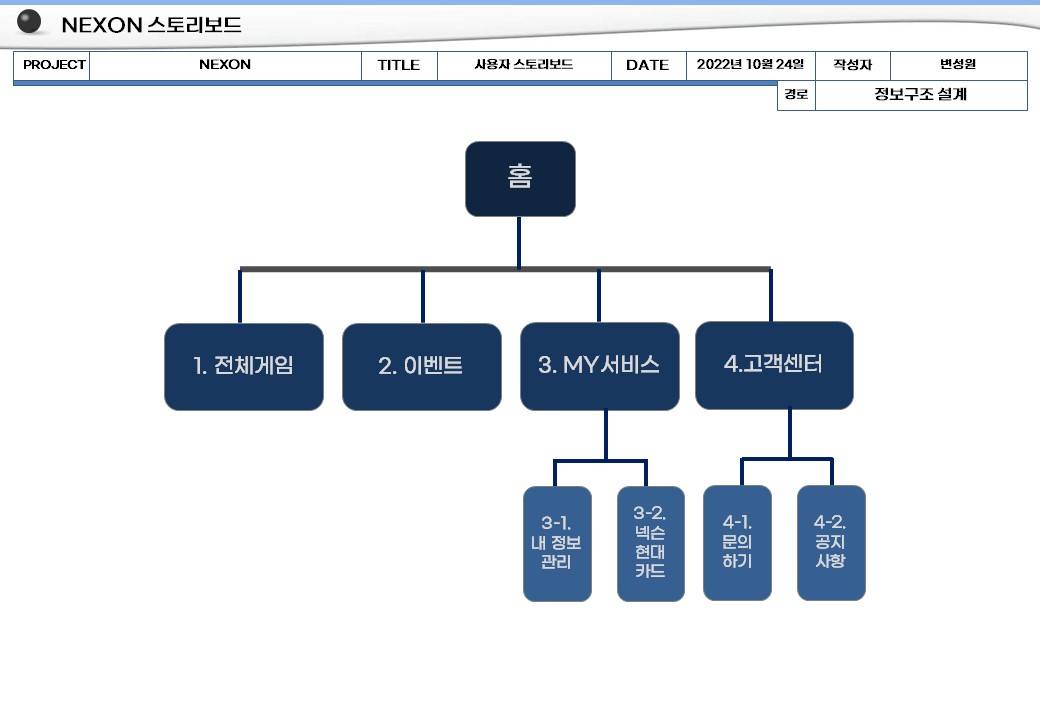 NEXON 스토리보드
PROJECT NEXON TITLE 사용자 스토리보드 DATE 2022년 10월 24일 작성자 변성원
경로 정보구조 설계
홈
1. 전체게임
2. 이벤트
3. MY서비스
4.고객센터
3-1.
내 정보
관리
3-2.
넥슨
현대
카드
4-1.
문의
하기
4-2.
공지
사항